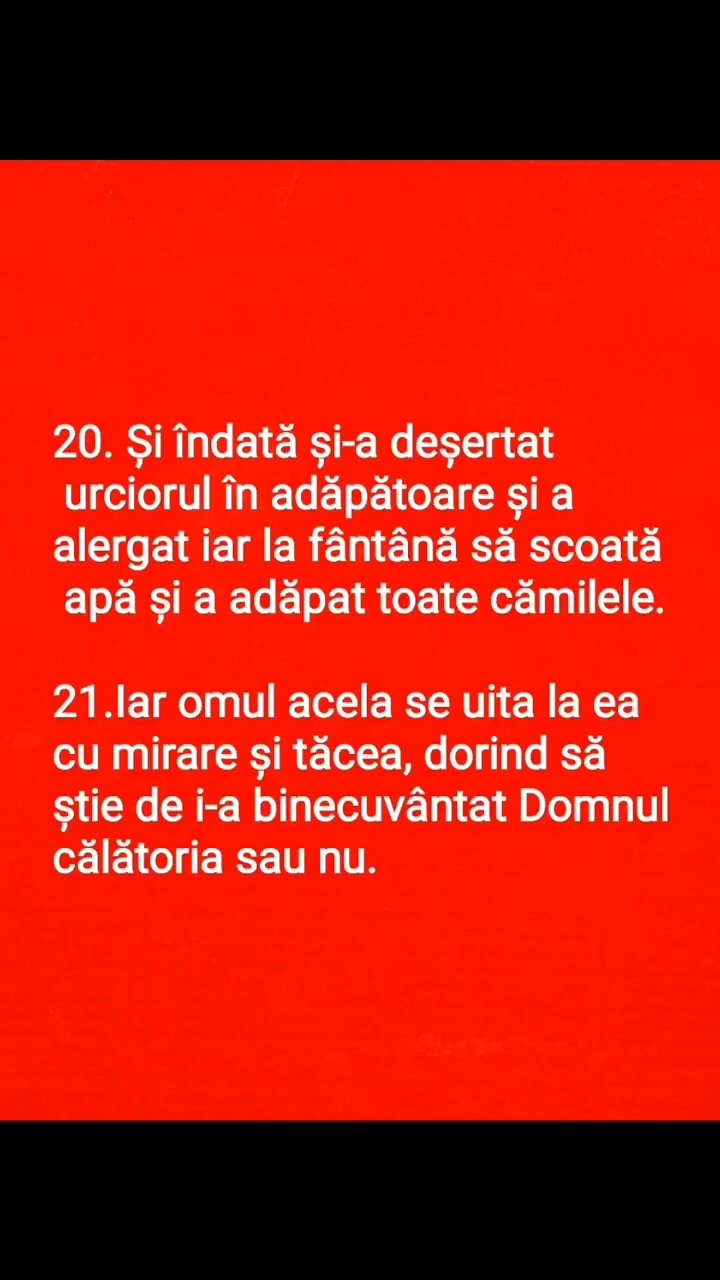 20. Și îndată și-a deșertat
urciorul în adăpătoare și a
alergat iar la fântână să scoată
apă și a adăpat toate cămilele.
21.Iar omul acela se uita la ea
cu mirare și tăcea, dorind să
știe de i-a binecuvântat Domnul
călătoria sau nu.